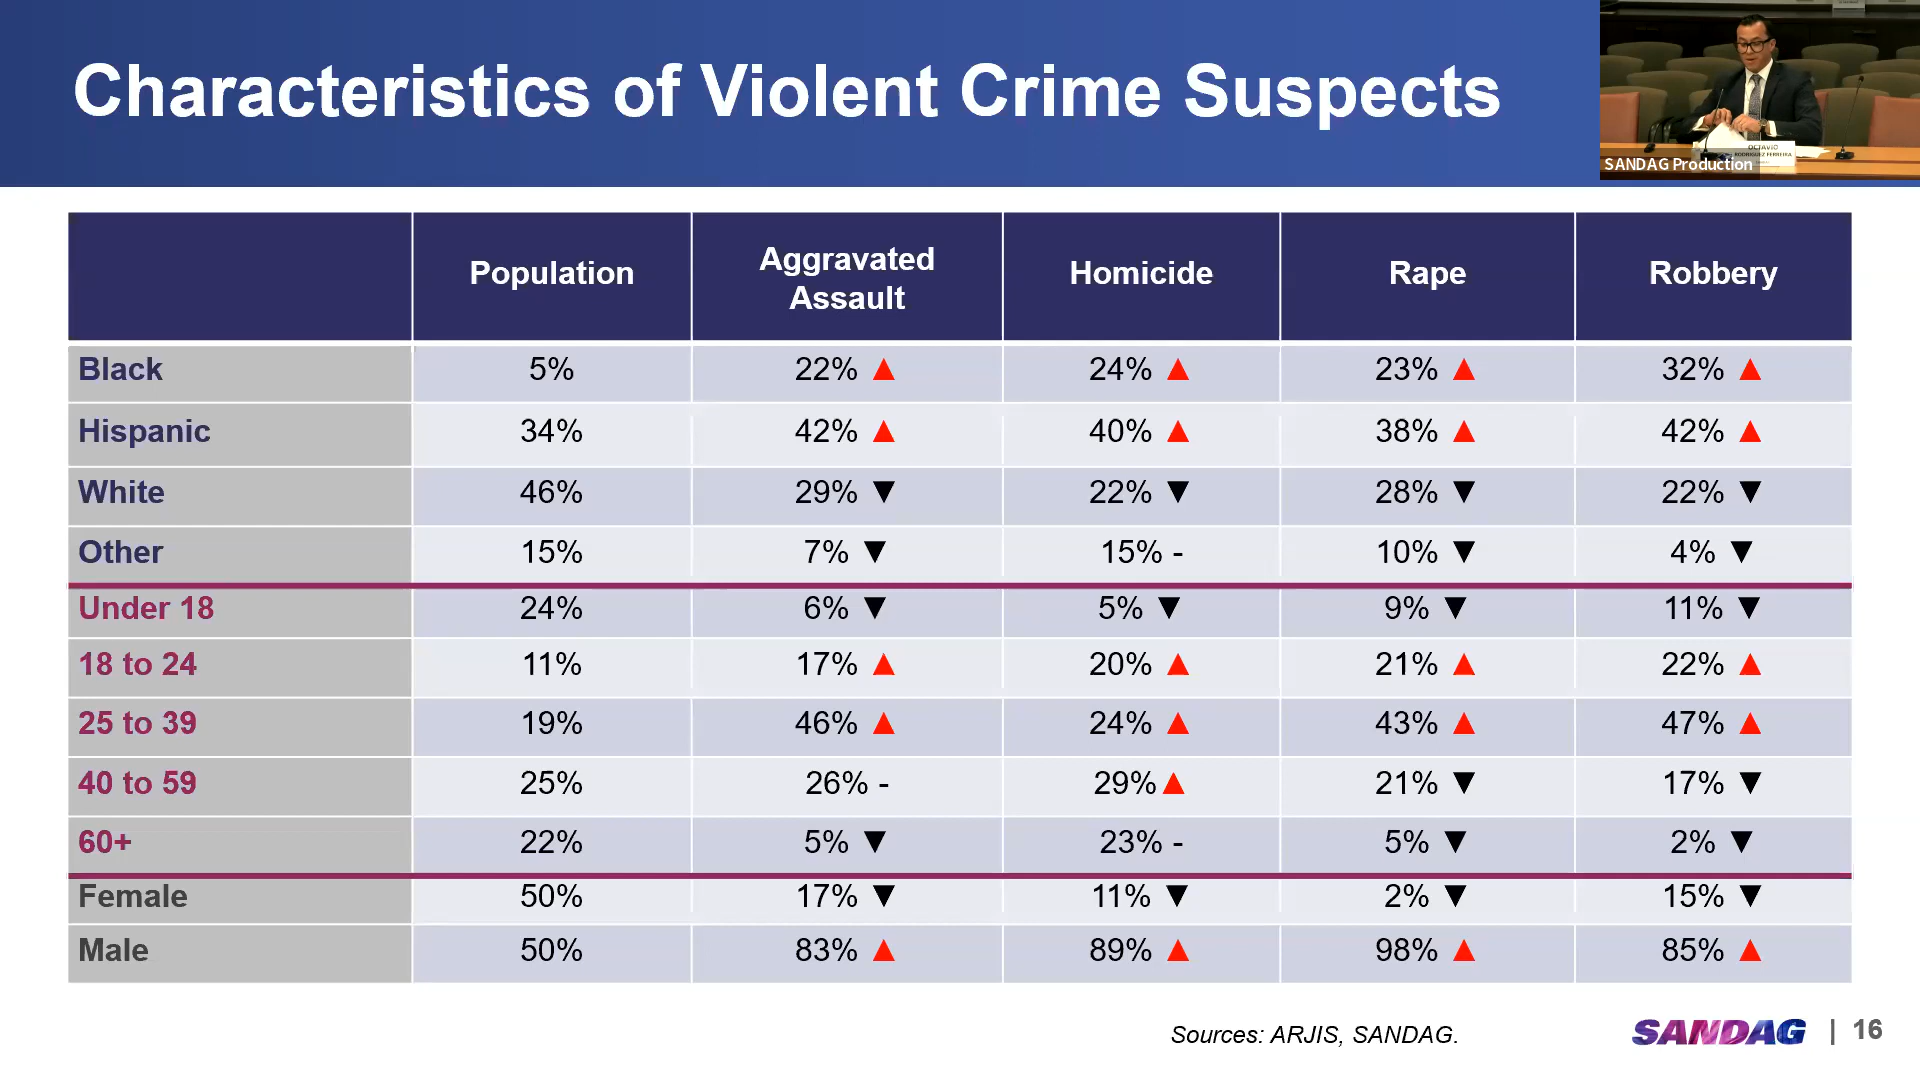 Characteristics of Violent Crime Suspects
OCTAVIO
RODRIGUEZ FERREIRA
SANDAG Production
Population Aggravated Assault Homicide Rape Robbery
Black 5% 22% ▲ 24% ▲ 23% ▲ 32% ▲
Hispanic 34% 42% ▲ 40% ▲ 38% ▲ 42% ▲
White 46% 29% ▼ 22% ▼ 28% ▼ 22% ▼
Other 15% 7% ▼ 15% - 10% ▼ 4% ▼
Under 18 24% 6% ▼ 5% ▼ 9% ▼ 11% ▼
18 to 24 11% 17% ▲ 20% ▲ 21% ▲ 22% ▲
25 to 39 19% 46% ▲ 24% ▲ 43% ▲ 47% ▲
40 to 59 25% 26% - 29% ▲ 21% ▼ 17% ▼
60+ 22% 5% ▼ 23% - 5% ▼ 2% ▼
Female 50% 17% ▼ 11% ▼ 2% ▼ 15% ▼
Male 50% 83% ▲ 89% ▲ 98% ▲ 85% ▲
Sources: ARJIS, SANDAG.
SANDAG | 16